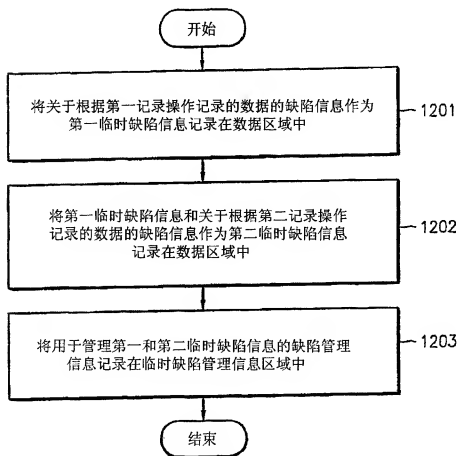 开始
将关于根据第一记录操作记录的数据的缺陷信息作为
第一临时缺陷信息记录在数据区域中
1201
将第一临时缺陷信息和关于根据第二记录操作
记录的数据的缺陷信息作为第二临时缺陷信息
记录在数据区域中
1202
将用于管理第一和第二临时缺陷信息的缺陷管理
信息记录在临时缺陷管理信息区域中
1203
结束